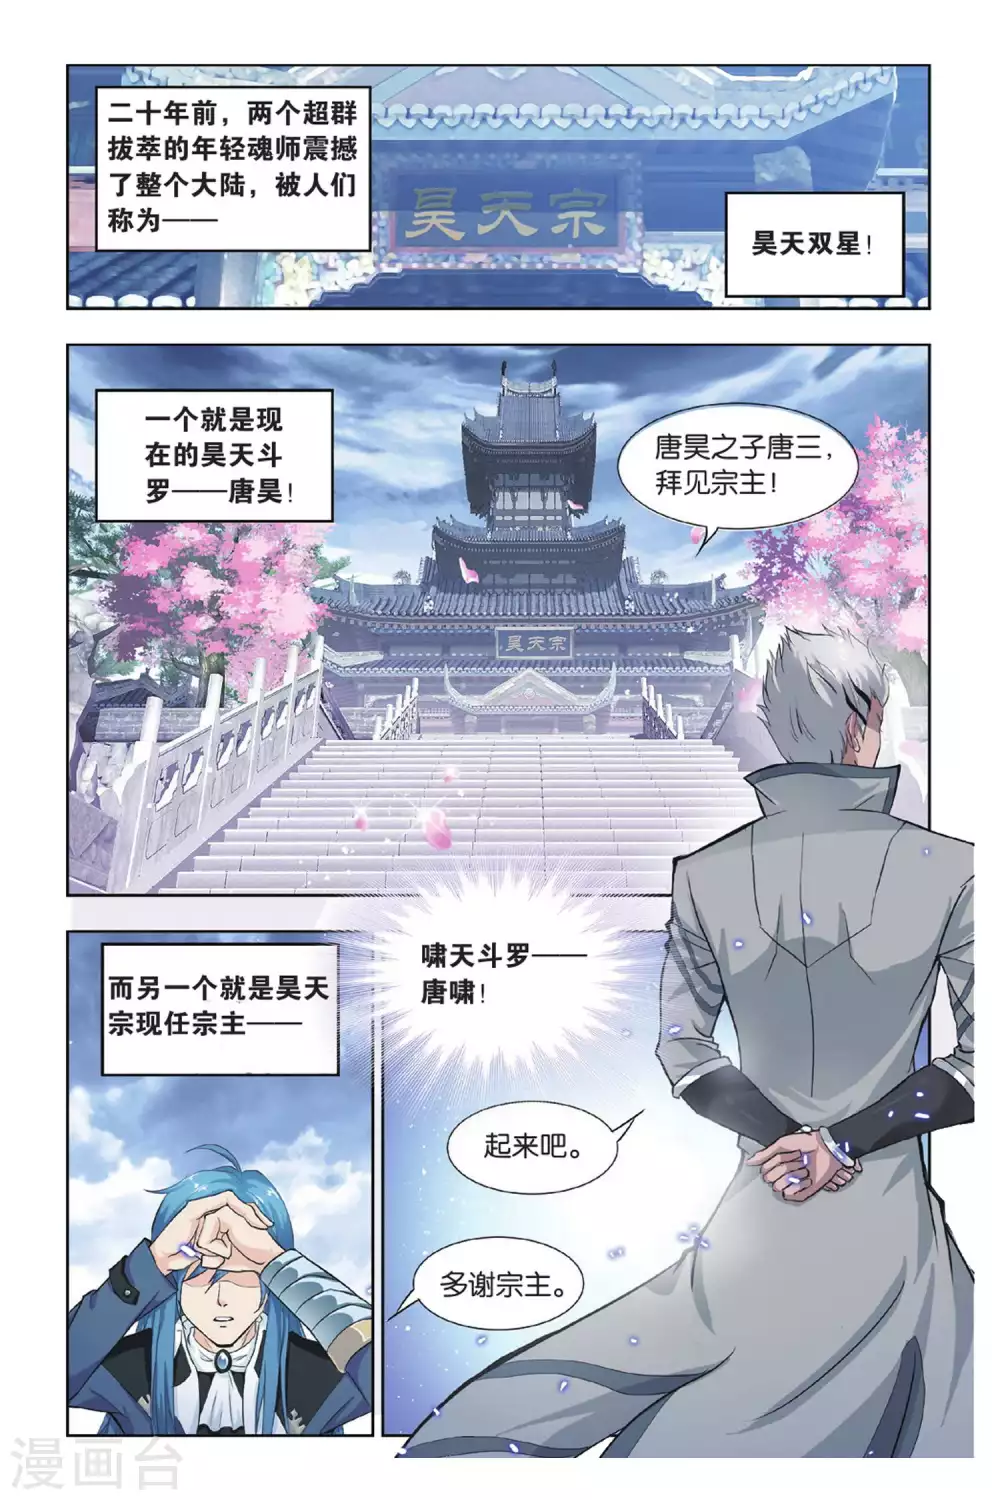 二十年前，两个超群
拔萃的年轻魂师震撼
了整个大陆，被人们
称为——
昊天宗
昊天双星！
一个就是现
在的昊天斗
罗——唐昊！
唐昊之子唐三，
拜见宗主！
昊天宗
而另一个就是昊天
宗现任宗主——
啸天斗罗——
唐啸！
起来吧。
多谢宗主。
漫画台